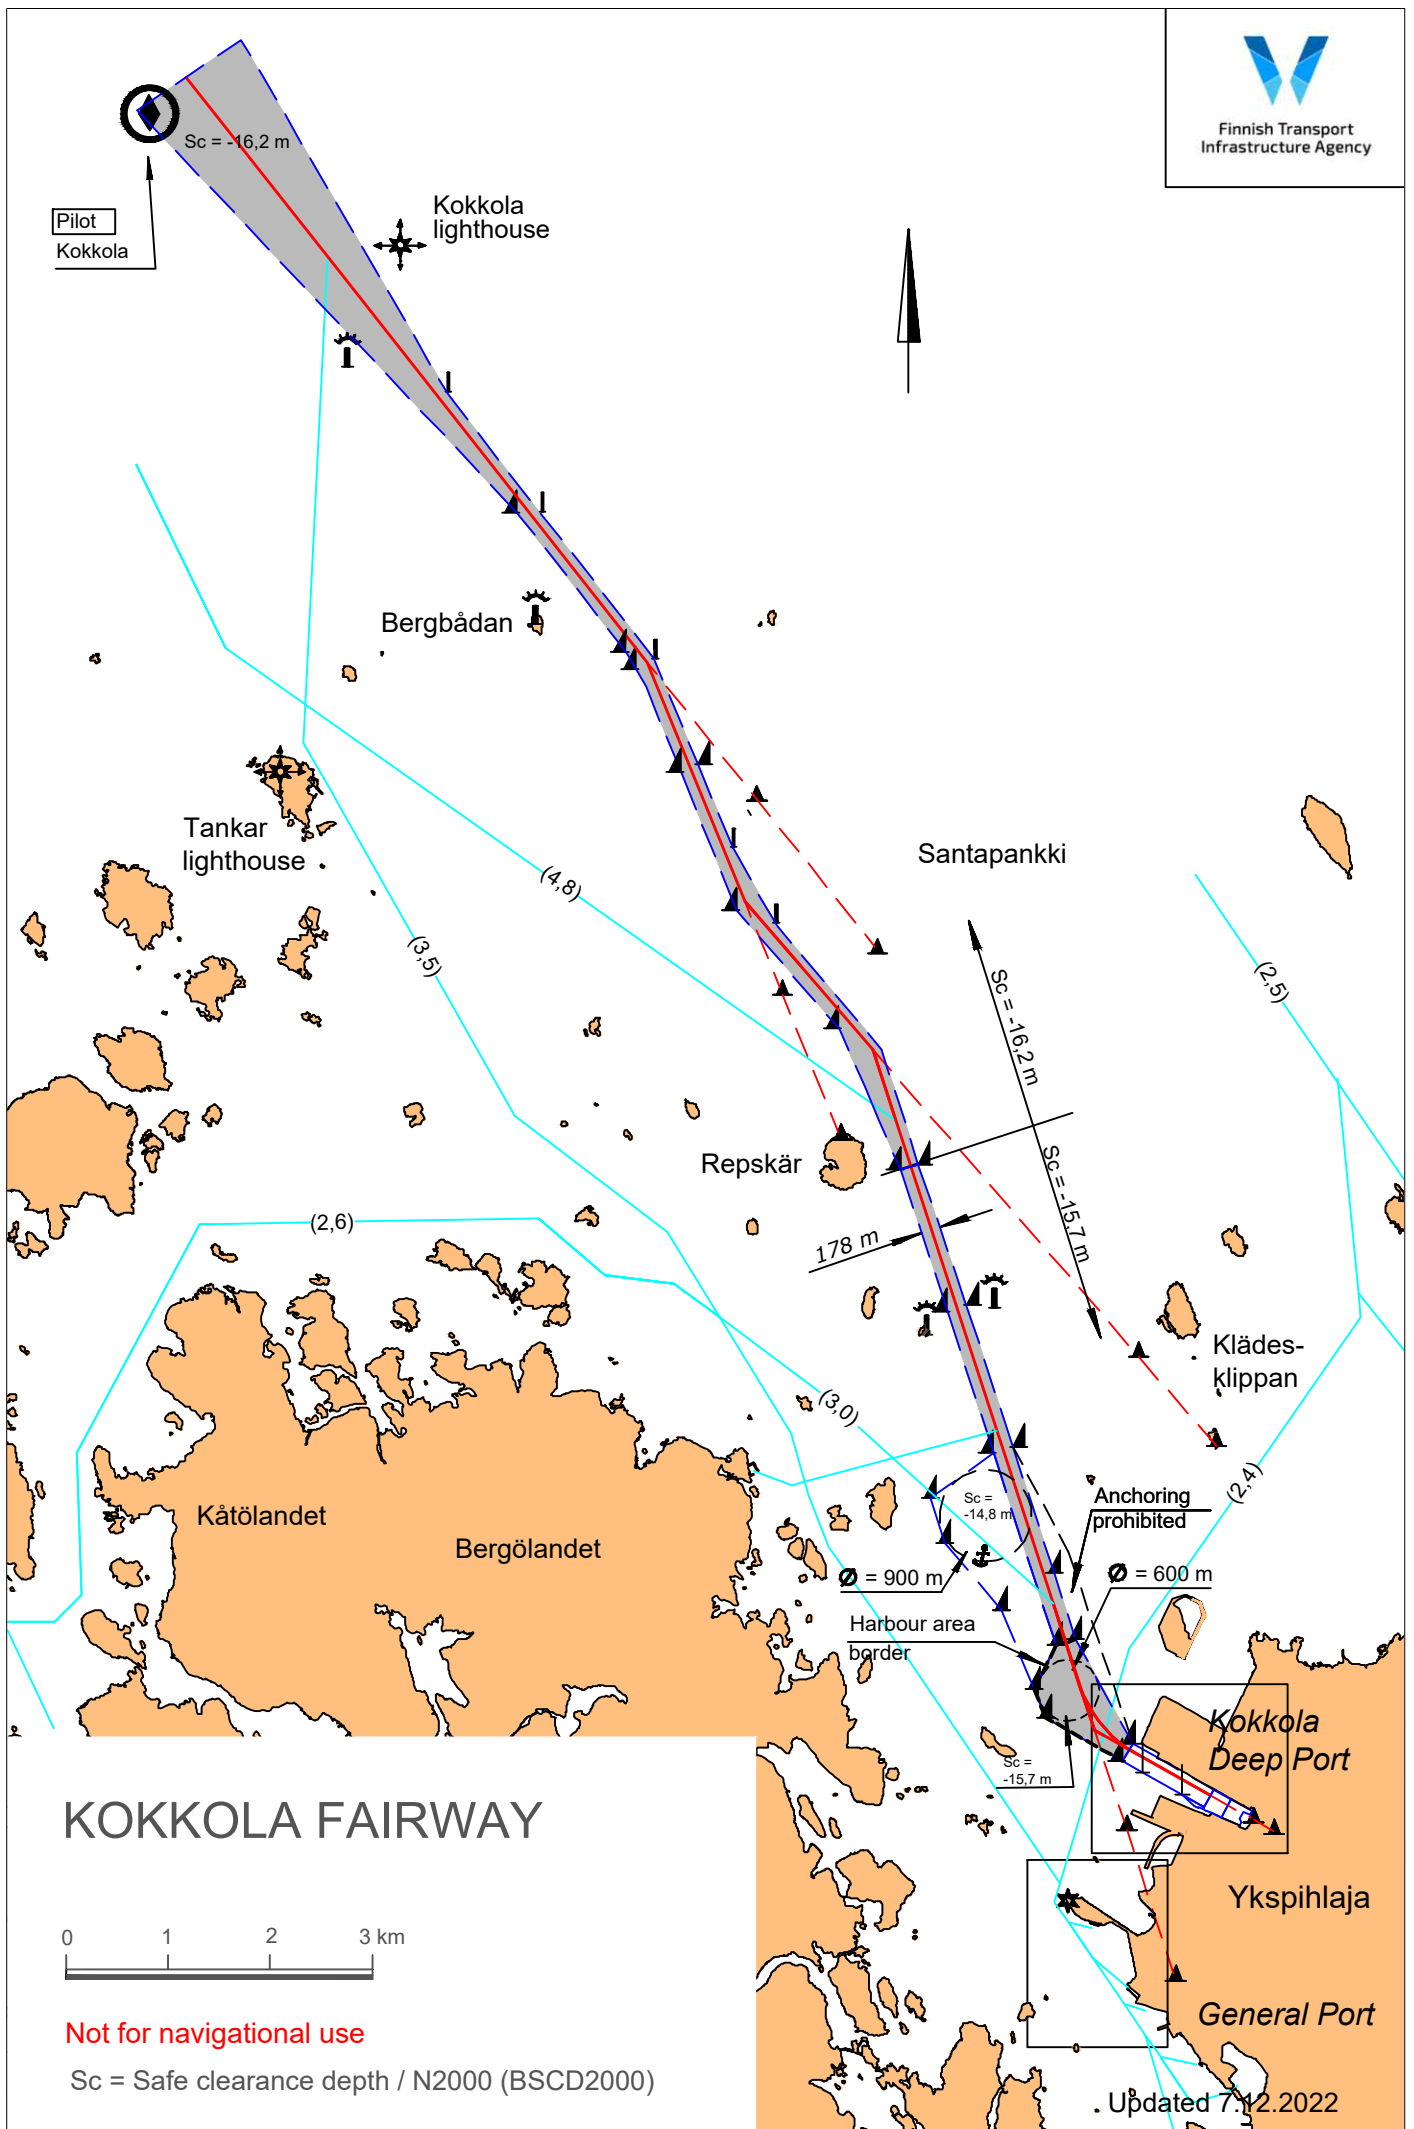 Finnish Transport
Infrastructure Agency
Sc = -16,2 m
Pilot
Kokkola
Kokkola
lighthouse
Bergbådan
Tankar
lighthouse
(4,8)
(3,5)
Santapankki
(2,5)
Sc = -16,2 m
Sc = -15,7 m
Repskär
(2,6)
178 m
Klädes-
klippan
(3,0)
(2,4)
Sc =
-14,8 m
Anchoring
prohibited
Kåtölandet
Bergölandet
Ø = 900 m
Ø = 600 m
Harbour area
border
Kokkola
Deep Port
Sc =
-15,7 m
KOKKOLA FAIRWAY
Ykspihlaja
0 1 2 3 km
General Port
Not for navigational use
Sc = Safe clearance depth / N2000 (BSCD2000)
Updated 7.12.2022